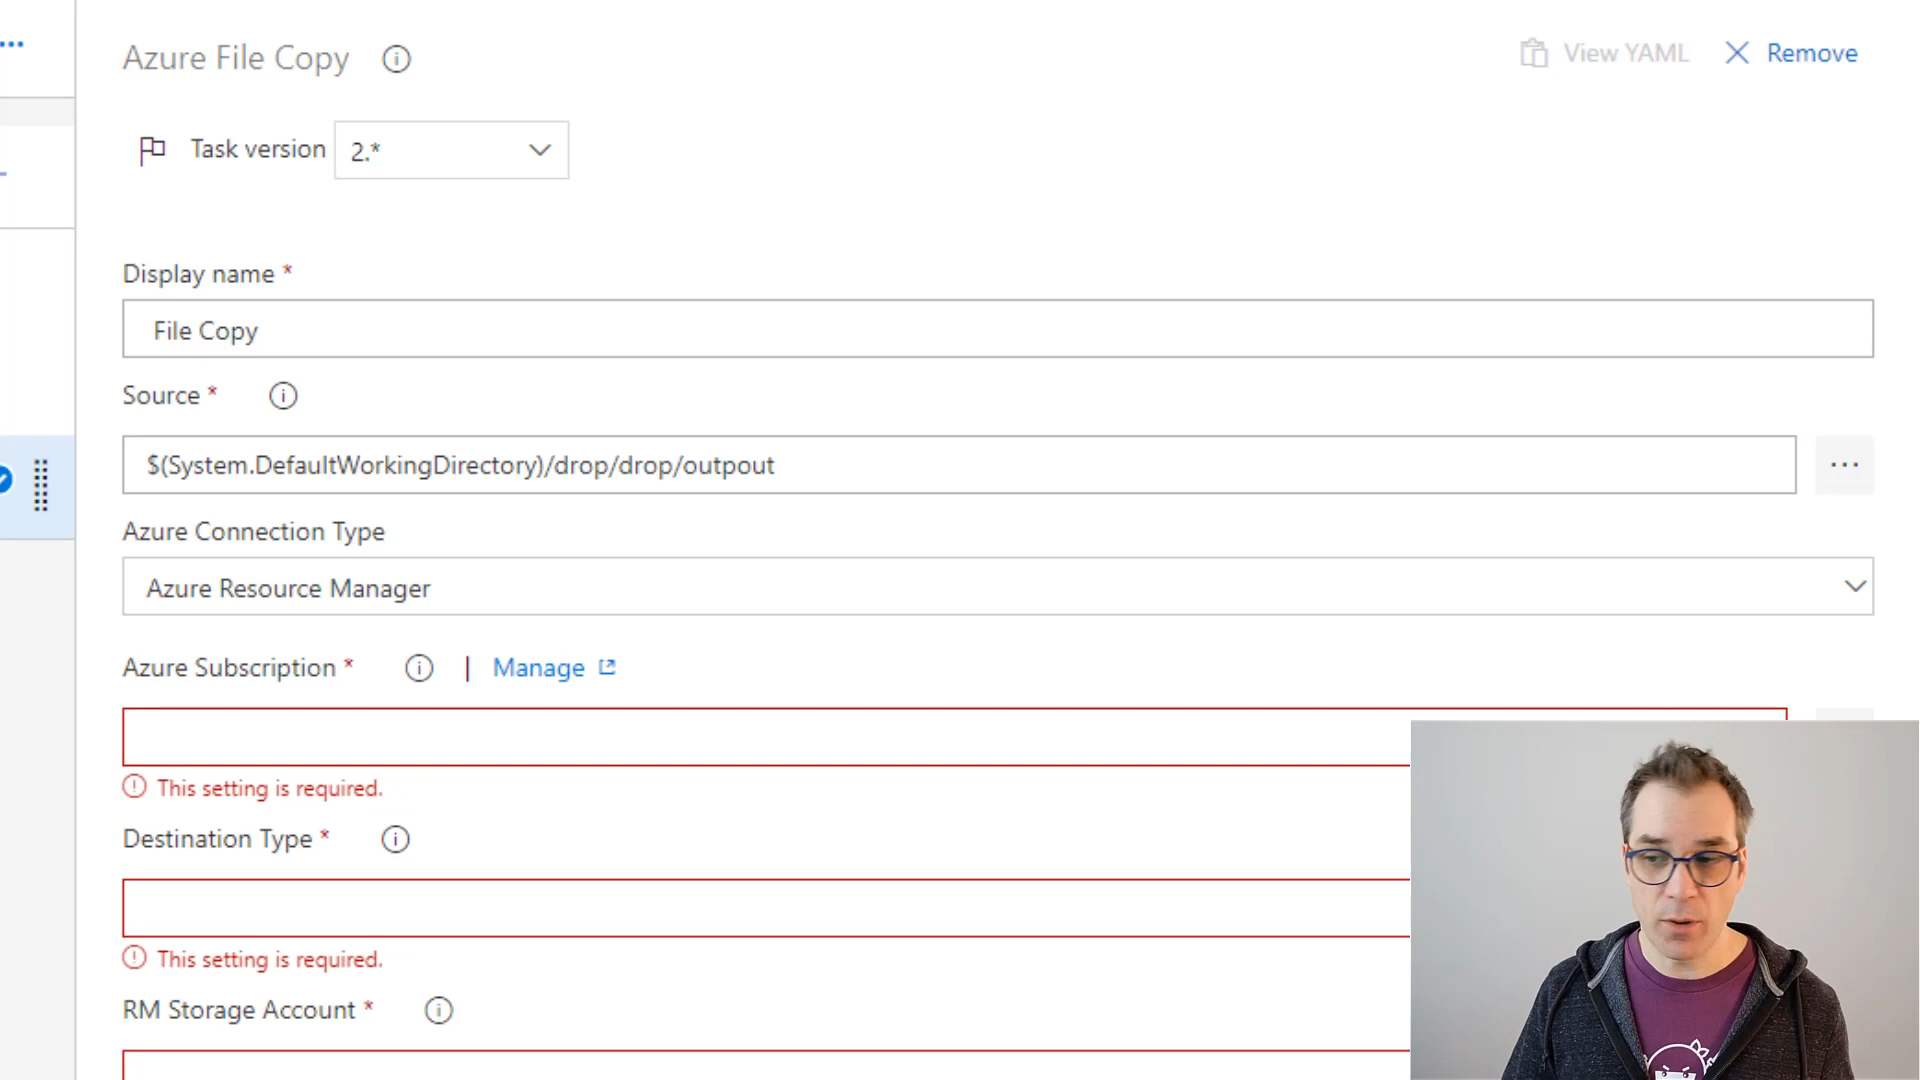 Azure File Copy
View YAML
Remove
Task version
2.*
Display name *
File Copy
Source *
$(System.DefaultWorkingDirectory)/drop/drop/outpout
Azure Connection Type
Azure Resource Manager
Azure Subscription * | Manage
This setting is required.
Destination Type *
This setting is required.
RM Storage Account *